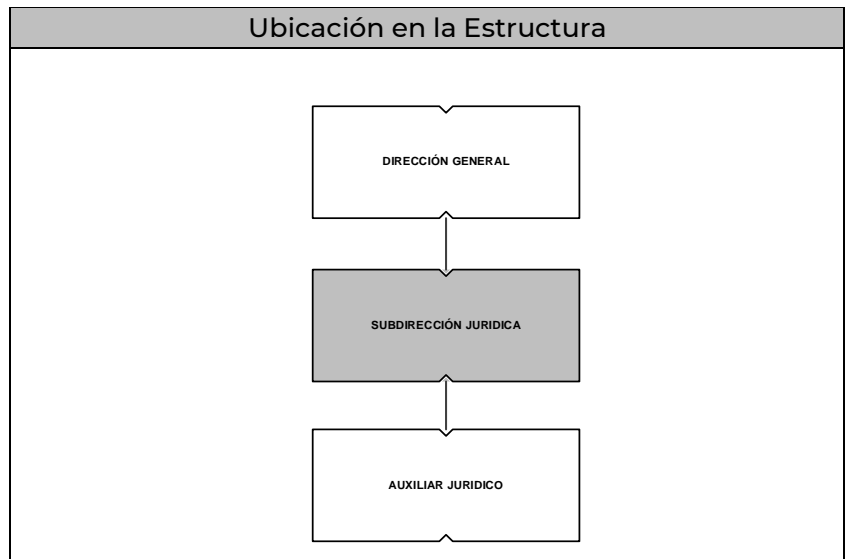 Ubicación en la Estructura
DIRECCIÓN GENERAL
SUBDIRECCIÓN JURIDICA
AUXILIAR JURIDICO